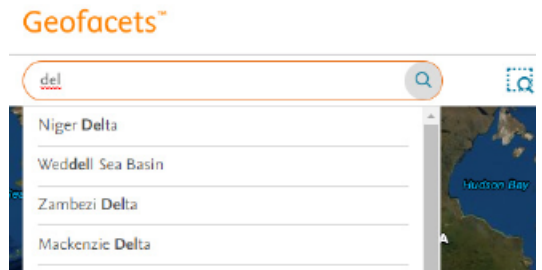 Geofacets™
del
Niger Delta
Weddell Sea Basin
Zambezi Delta
Mackenzie Delta
Hudson Bay
A